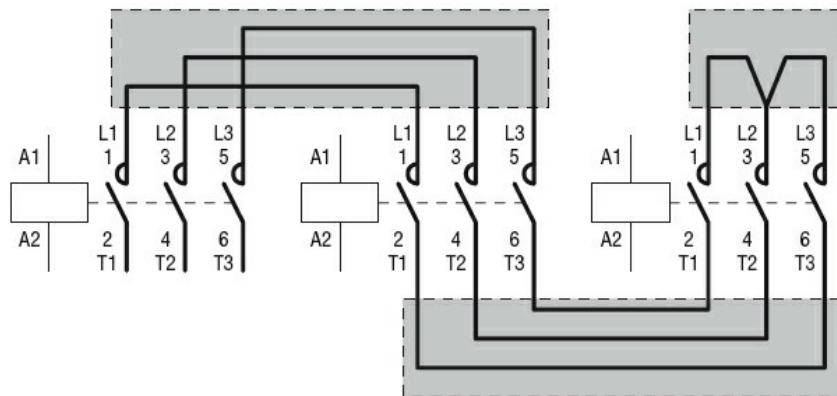 L1 L2 L3 L1 L2 L3 L1 L2 L3
A1 1 3 5 A1 1 3 5 A1 1 3 5
A2 2 4 6 A2 2 4 6 A2 2 4 6
T1 T2 T3 T1 T2 T3 T1 T2 T3